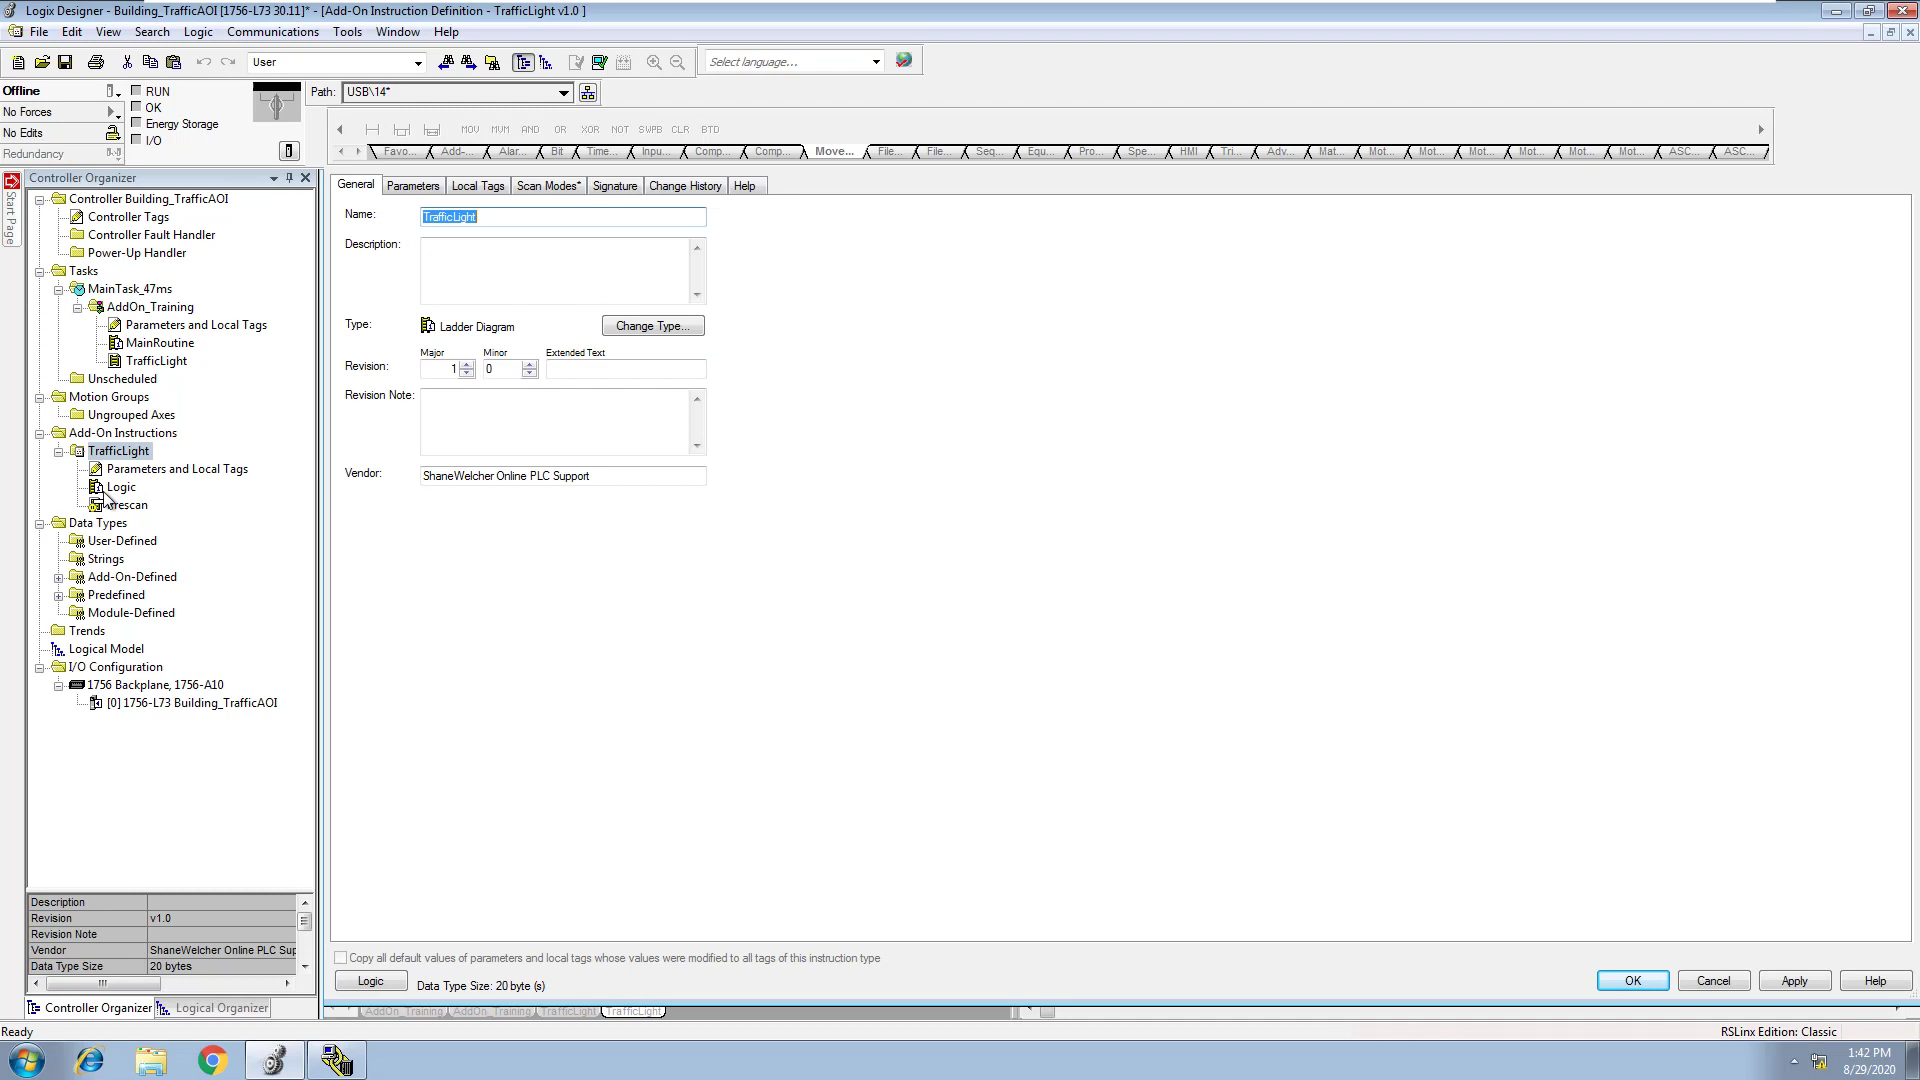 Logix Designer - Building_TrafficAOI [1756-L73 30.11]* - [Add-On Instruction Definition - TrafficLight v1.0 ]
File Edit View Search Logic Communications Tools Window Help
User
Select language...
Offline
RUN
Path: USB\14*
No Forces
OK
No Edits
Energy Storage
Redundancy
I/O
MOV MVM AND OR XOR NOT SWPB CLR BTD
Favo... Add-... Alar... Bit Time... Inpu... Comp... Comp... Move... File... File... Seq... Equ... Pro... Spe... HMI Tri... Adv... Mat... Mot... Mot... Mot... Mot... Mot... Mot... ASC... ASC...
Start Page
Controller Organizer
Controller Building_TrafficAOI
Controller Tags
Controller Fault Handler
Power-Up Handler
Tasks
MainTask_47ms
AddOn_Training
Parameters and Local Tags
MainRoutine
TrafficLight
Unscheduled
Motion Groups
Ungrouped Axes
Add-On Instructions
TrafficLight
Parameters and Local Tags
Logic
rescan
Data Types
User-Defined
Strings
Add-On-Defined
Predefined
Module-Defined
Trends
Logical Model
I/O Configuration
1756 Backplane, 1756-A10
[0] 1756-L73 Building_TrafficAOI
Description
Revision v1.0
Revision Note
Vendor ShaneWelcher Online PLC Sup
Data Type Size 20 bytes
Controller Organizer Logical Organizer
General Parameters Local Tags Scan Modes* Signature Change History Help
Name: TrafficLight
Description:
Type: Ladder Diagram Change Type...
Major Minor Extended Text
Revision: 1 0
Revision Note:
Vendor: ShaneWelcher Online PLC Support
Copy all default values of parameters and local tags whose values were modified to all tags of this instruction type
Logic Data Type Size: 20 byte (s)
OK Cancel Apply Help
AddOn_Training AddOn_Training TrafficLight TrafficLight
Ready
RSLinx Edition: Classic
1:42 PM
8/29/2020